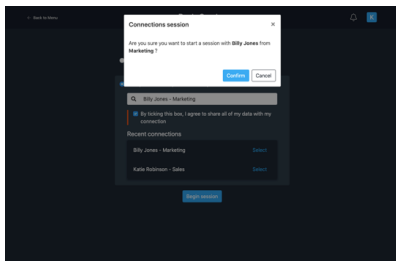 < Back to Menu
K
Connections session
×
Are you sure you want to start a session with Billy Jones from
Marketing ?
Confirm
Cancel
Billy Jones - Marketing
By ticking this box, I agree to share all of my data with my
connection
Recent connections
Billy Jones - Marketing
Select
Katie Robinson - Sales
Select
Begin session